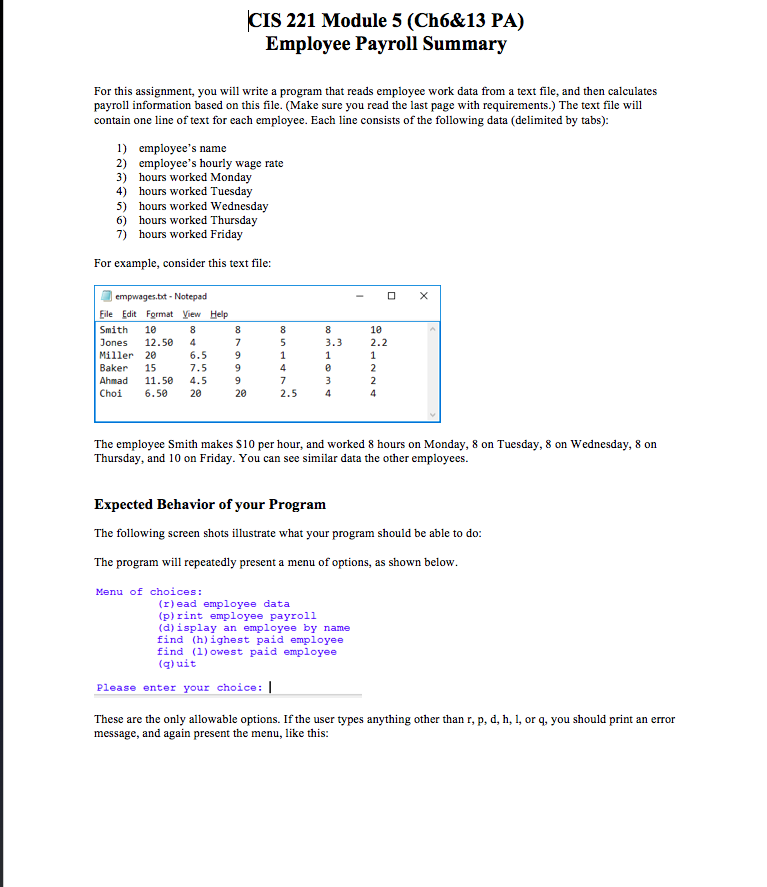 CIS 221 Module 5 (Ch6&13 PA)
Employee Payroll Summary
For this assignment, you will write a program that reads employee work data from a text file, and then calculates
payroll information based on this file. (Make sure you read the last page with requirements.) The text file will
contain one line of text for each employee. Each line consists of the following data (delimited by tabs):
1) employee's name
2) employee's hourly wage rate
3) hours worked Monday
4) hours worked Tuesday
5) hours worked Wednesday
6) hours worked Thursday
7) hours worked Friday
For example, consider this text file:
empwages.txt - Notepad
File Edit Format View Help
Smith 10 8 8 8 8 10
Jones 12.50 4 7 5 3.3 2.2
Miller 20 6.5 9 1 1 1
Baker 15 7.5 9 4 0 2
Ahmad 11.50 4.5 9 7 3 2
Choi 6.50 20 20 2.5 4 4
The employee Smith makes $10 per hour, and worked 8 hours on Monday, 8 on Tuesday, 8 on Wednesday, 8 on
Thursday, and 10 on Friday. You can see similar data the other employees.
Expected Behavior of your Program
The following screen shots illustrate what your program should be able to do:
The program will repeatedly present a menu of options, as shown below.
Menu of choices:
(r)ead employee data
(p)rint employee payroll
(d)isplay an employee by name
find (h)ighest paid employee
find (l)owest paid employee
(q)uit
Please enter your choice:
These are the only allowable options. If the user types anything other than r, p, d, h, l, or q, you should print an error
message, and again present the menu, like this: